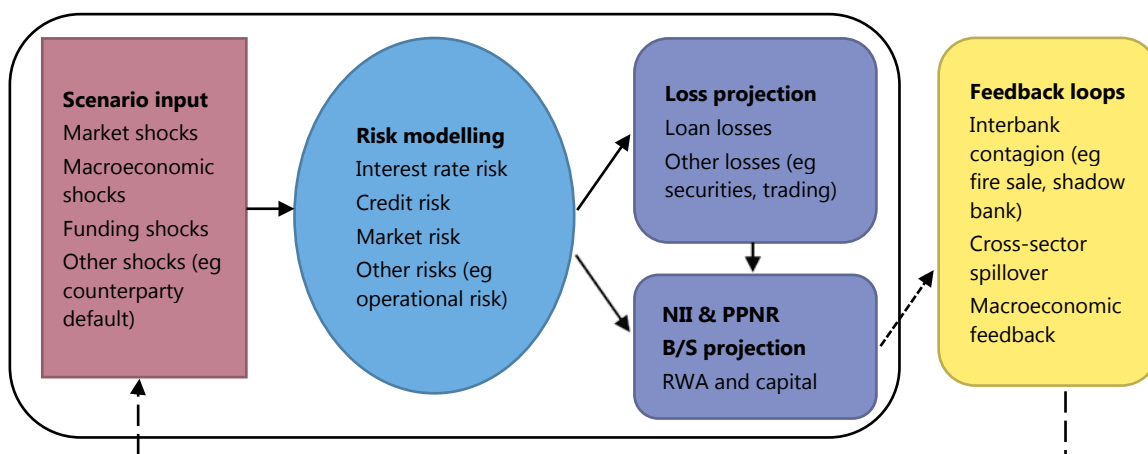 Scenario input
Market shocks
Macroeconomic
shocks
Funding shocks
Other shocks (eg
counterparty
default)
Risk modelling
Interest rate risk
Credit risk
Market risk
Other risks (eg
operational risk)
Loss projection
Loan losses
Other losses (eg
securities, trading)
NII & PPNR
B/S projection
RWA and capital
Feedback loops
Interbank
contagion (eg
fire sale, shadow
bank)
Cross-sector
spillover
Macroeconomic
feedback